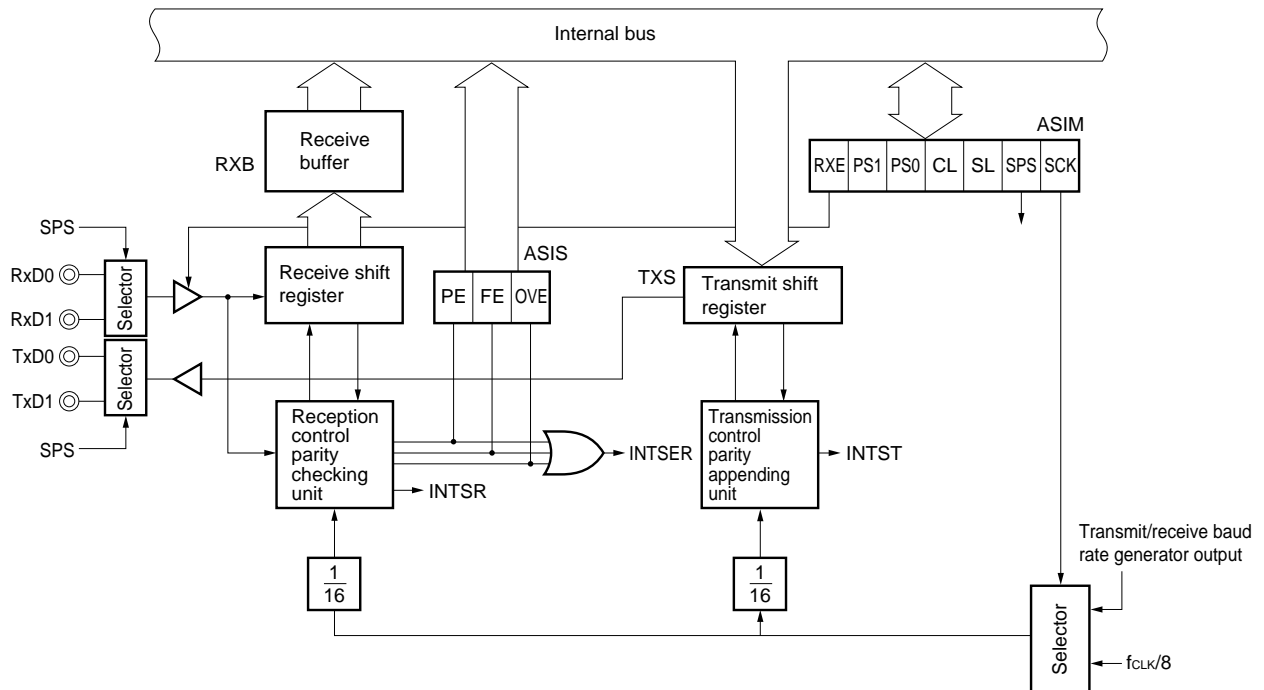 Internal bus
Receive
buffer
RXB
ASIM
RXE PS1 PS0 CL SL SPS SCK
SPS
RxD0
RxD1
Selector
Receive shift
register
ASIS
PE FE OVE
TXS
Transmit shift
register
TxD0
TxD1
Selector
SPS
Reception
control
parity
checking
unit
INTSER
INTSR
Transmission
control
parity
appending
unit
INTST
1
16
1
16
Transmit/receive baud
rate generator output
Selector
fCLK/8